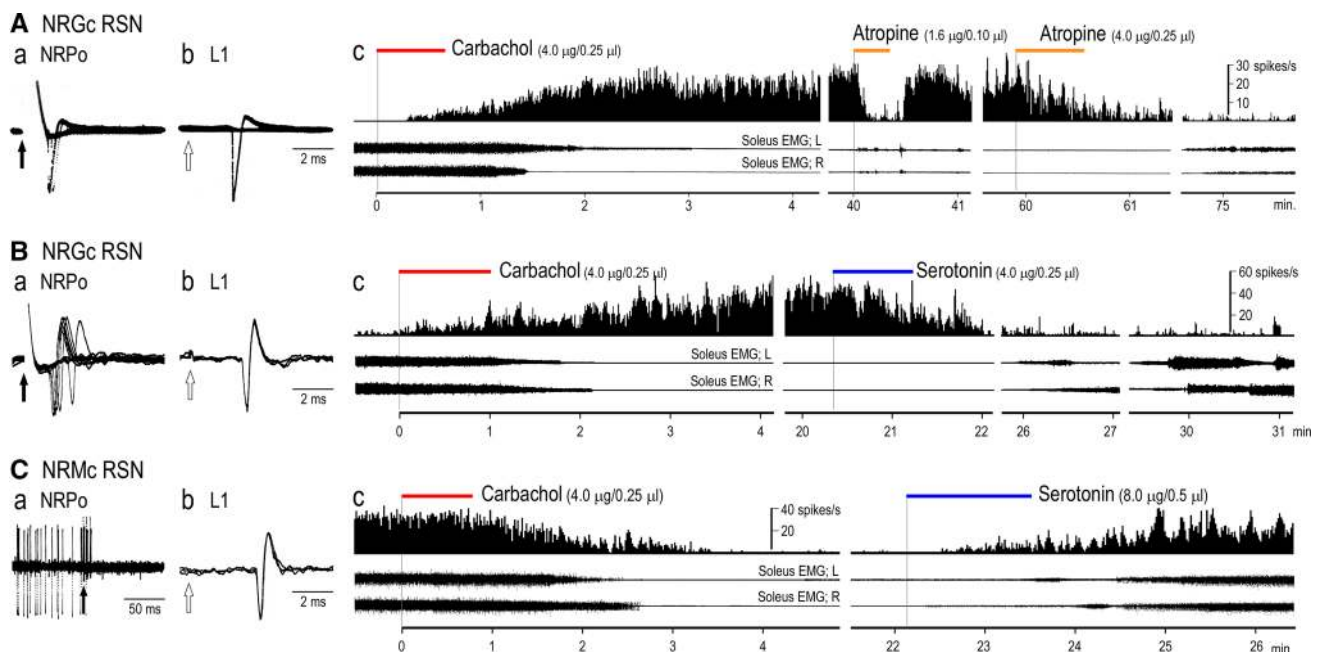 A NRGc RSN
a NRPo
b L1
2 ms
c
Carbachol (4.0 µg/0.25 µl)
Atropine (1.6 µg/0.10 µl)
Atropine (4.0 µg/0.25 µl)
30 spikes/s
20
10
Soleus EMG; L
Soleus EMG; R
0 1 2 3 4 40 41 60 61 75 min.
B NRGc RSN
a NRPo
b L1
2 ms
c
Carbachol (4.0 µg/0.25 µl)
Serotonin (4.0 µg/0.25 µl)
60 spikes/s
40
20
Soleus EMG; L
Soleus EMG; R
0 1 2 3 4 20 21 22 26 27 30 31 min
C NRMc RSN
a NRPo
b L1
50 ms
2 ms
c
Carbachol (4.0 µg/0.25 µl)
Serotonin (8.0 µg/0.5 µl)
40 spikes/s
20
Soleus EMG; L
Soleus EMG; R
0 1 2 3 4 22 23 24 25 26 min